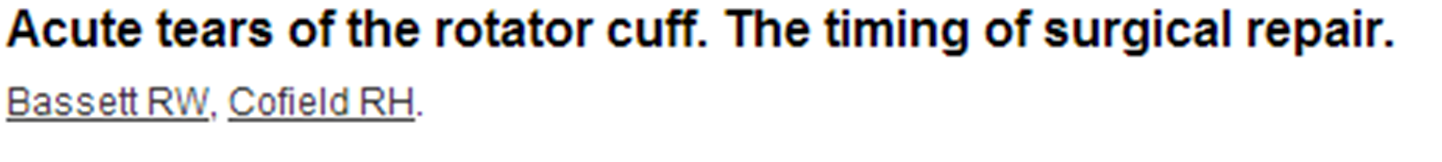 Acute tears of the rotator cuff. The timing of surgical repair.
Bassett RW, Cofield RH.